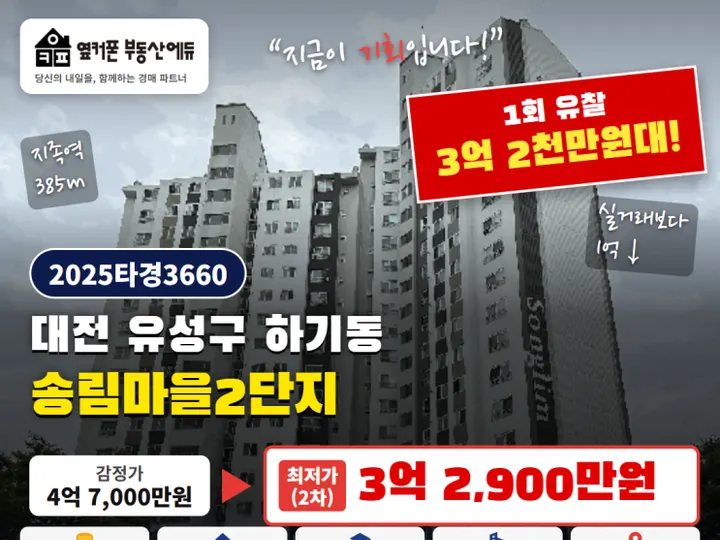 옆커폰 부동산에듀
당신의 내일을, 함께하는 경매 파트너
“지금이 기회입니다!”
1회 유찰
3억 2천만원대!
지족역
385m
실거래보다
1억 ↓
2025타경3660
대전 유성구 하기동
송림마을2단지
Songlim
감정가
4억 7,000만원
최저가
(2차)
3억 2,900만원